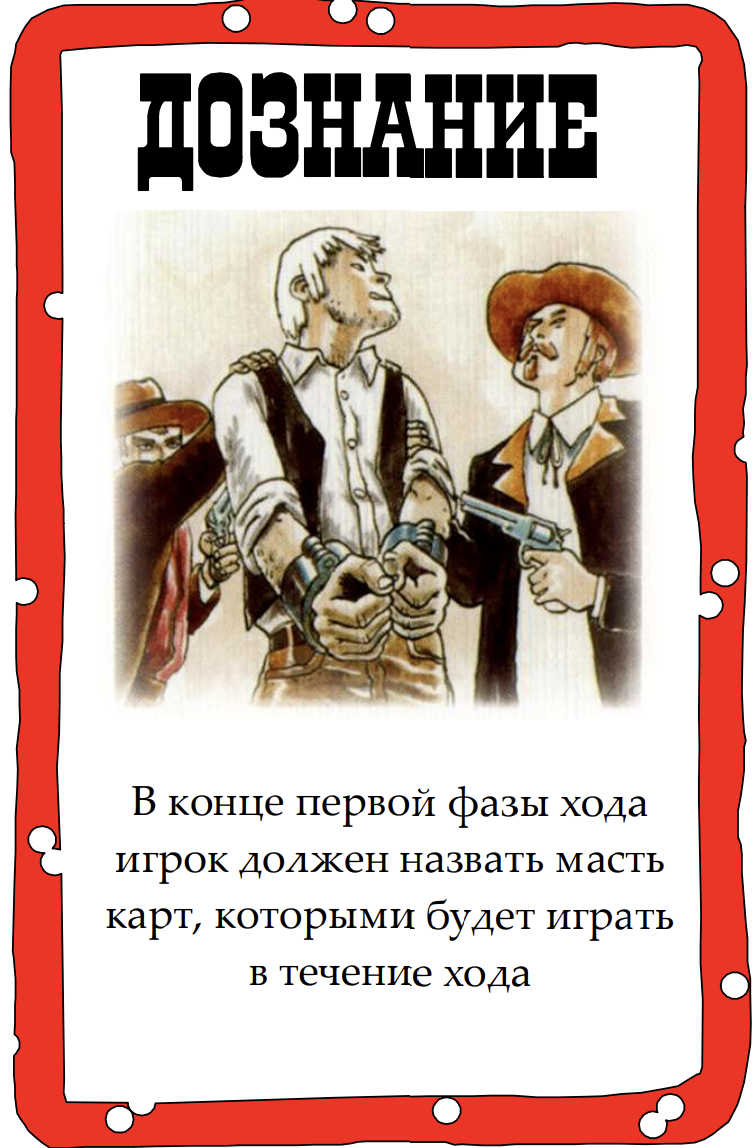 ДОЗНАНИЕ
В конце первой фазы хода
игрок должен назвать масть
карт, которыми будет играть
в течение хода